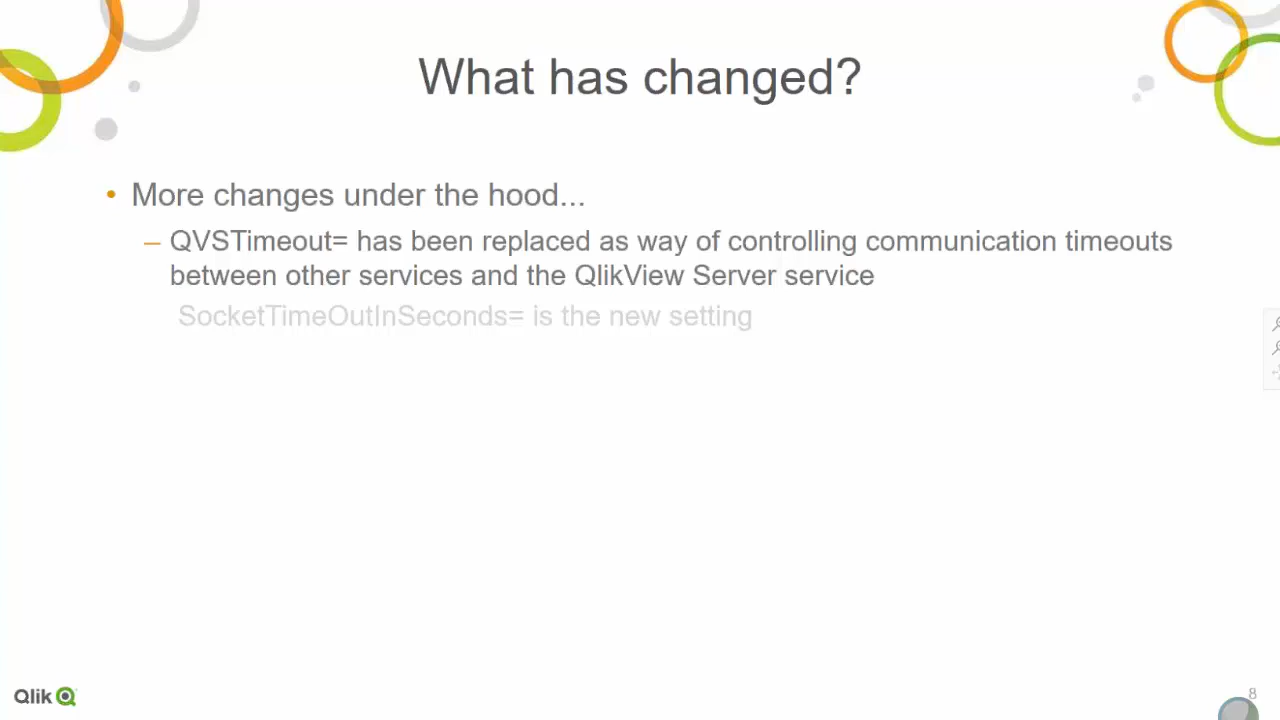 What has changed?
• More changes under the hood...
– QVSTimeout= has been replaced as way of controlling communication timeouts
between other services and the QlikView Server service
SocketTimeOutInSeconds= is the new setting
Qlik
8